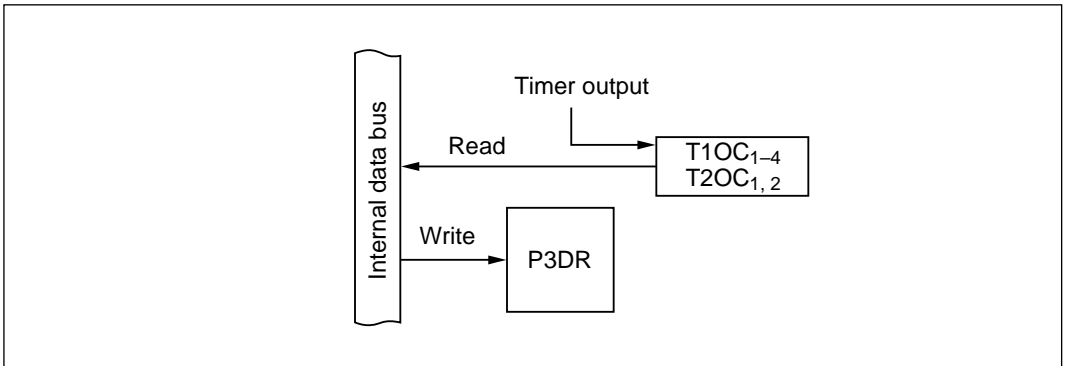 Timer output
Internal data bus
Read
T1OC1–4
T2OC1, 2
Write
P3DR